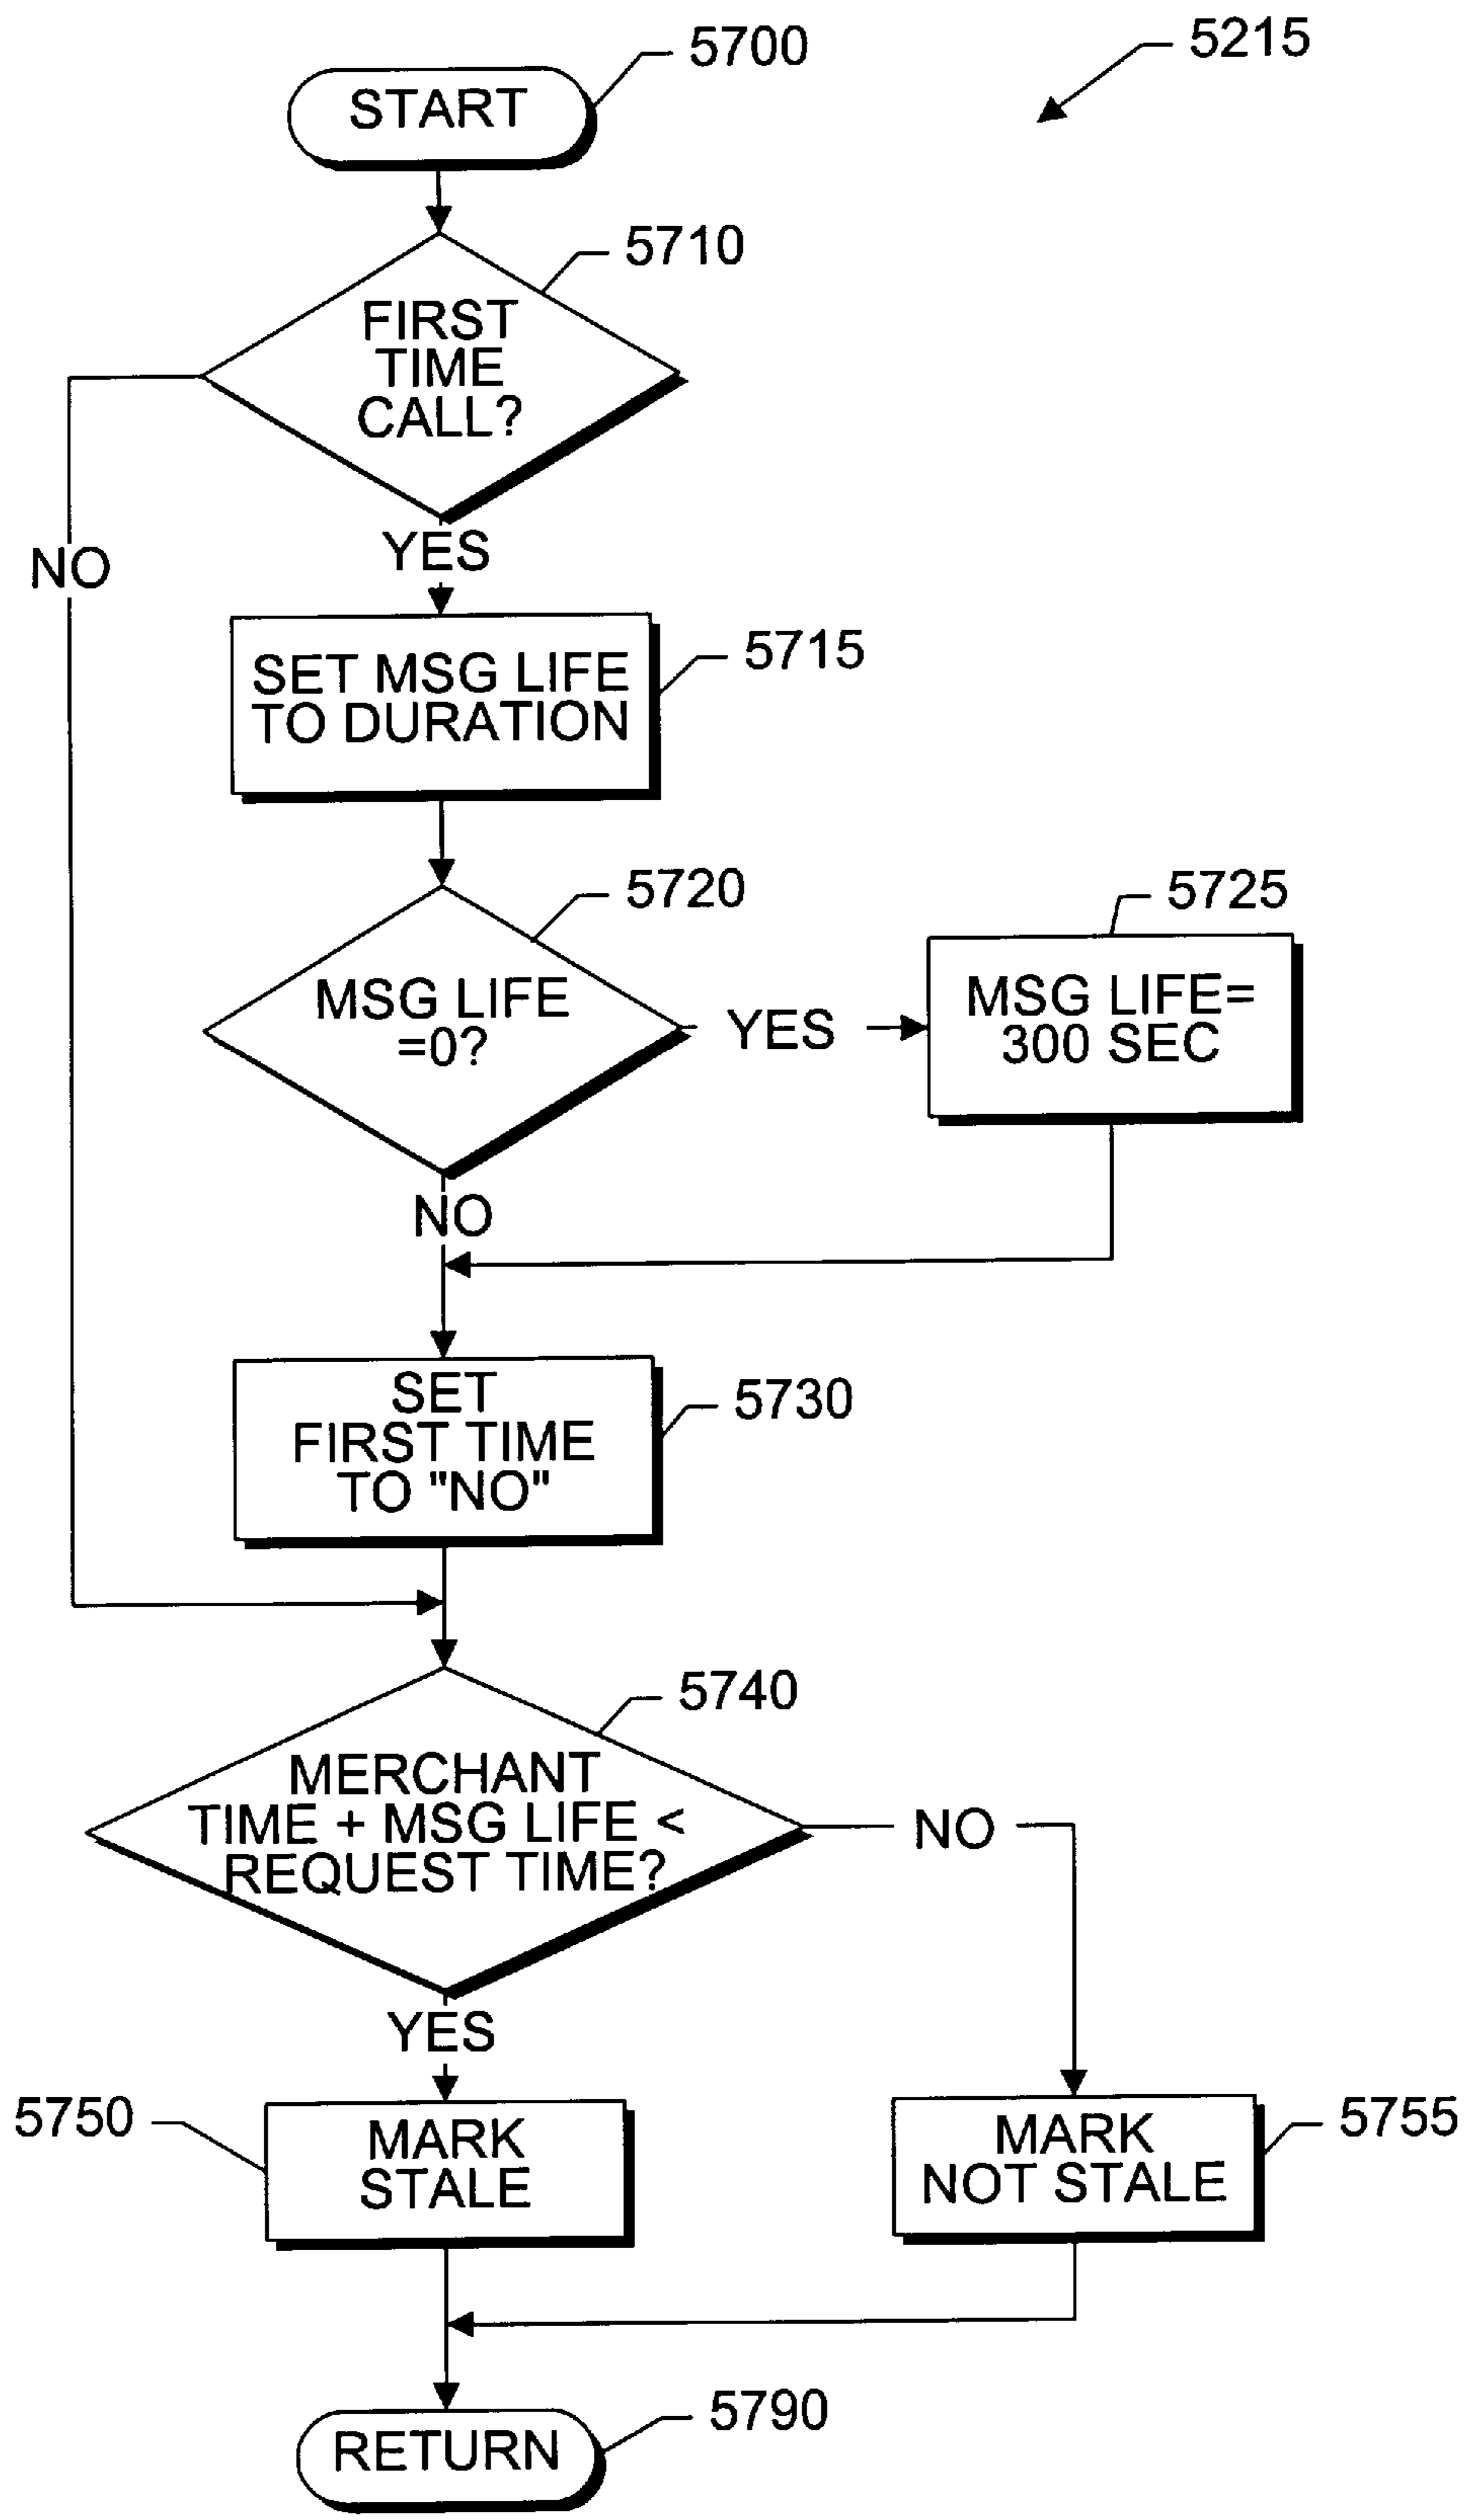 5700
5215
START
5710
FIRST
TIME
CALL?
NO
YES
5715
SET MSG LIFE
TO DURATION
5720
5725
MSG LIFE
=0?
YES
MSG LIFE=
300 SEC
NO
5730
SET
FIRST TIME
TO "NO"
5740
MERCHANT
TIME + MSG LIFE <
REQUEST TIME?
NO
YES
5750
MARK
STALE
5755
MARK
NOT STALE
5790
RETURN